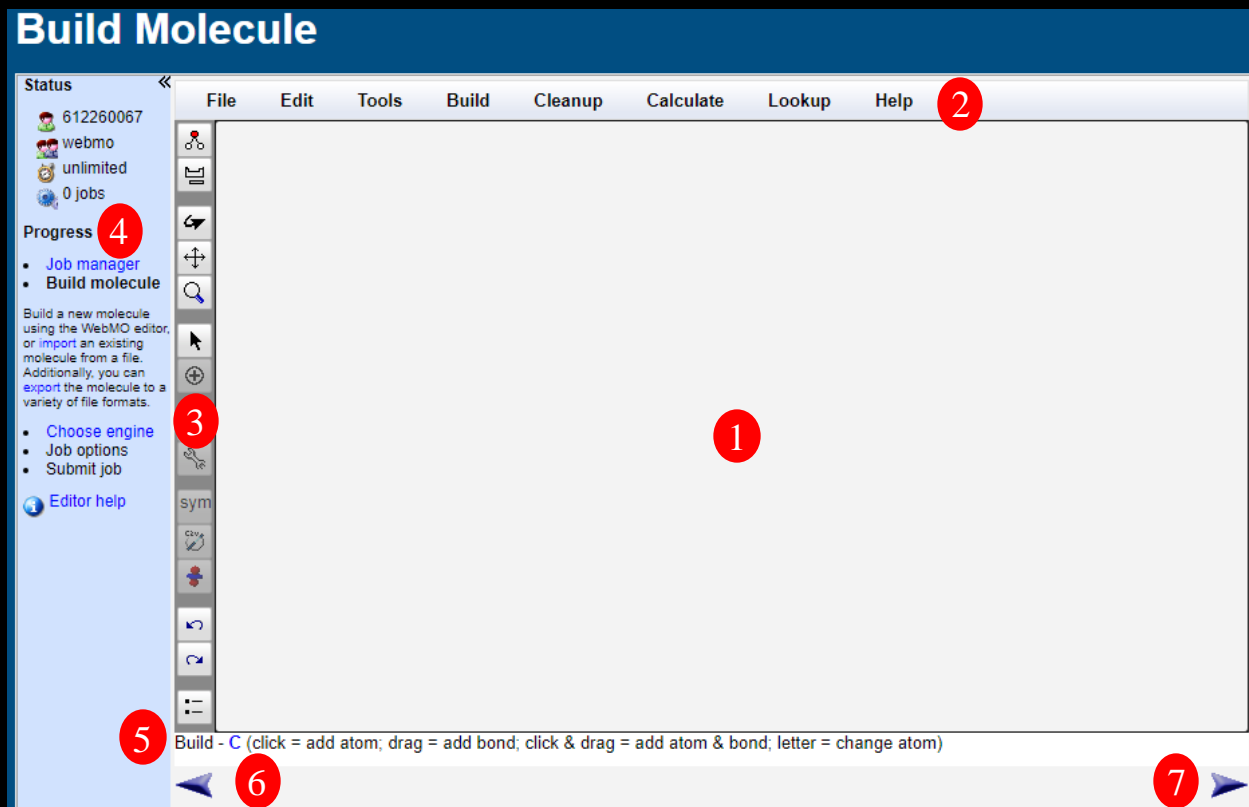 Build Molecule
Status «
612260067
webmo
unlimited
0 jobs
Progress 4
Job manager
Build molecule
Build a new molecule
using the WebMO editor,
or import an existing
molecule from a file.
Additionally, you can
export the molecule to a
variety of file formats.
Choose engine
Job options
Submit job
Editor help
File Edit Tools Build Cleanup Calculate Lookup Help 2
3
sym
C2v
1
5
Build - C (click = add atom; drag = add bond; click & drag = add atom & bond; letter = change atom)
6
7